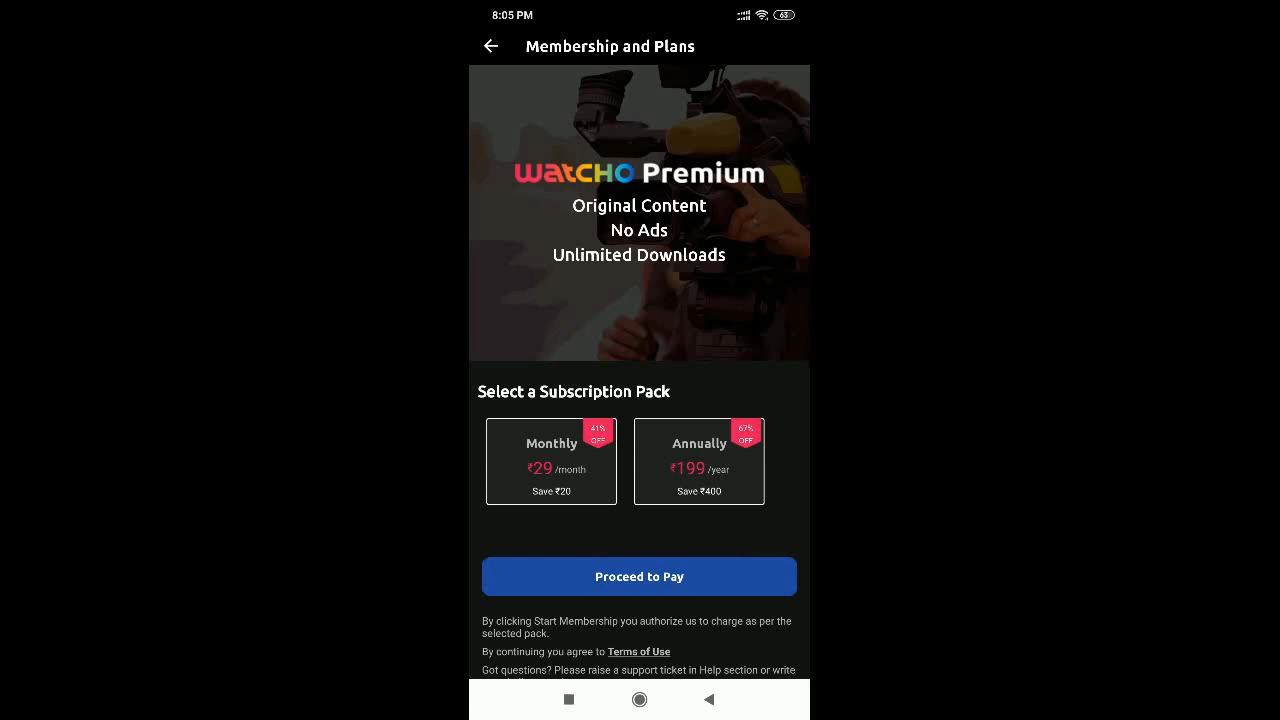 8:05 PM
63
Membership and Plans
WATCHO Premium
Original Content
No Ads
Unlimited Downloads
Select a Subscription Pack
41%
OFF
Monthly
₹29 /month
Save ₹20
67%
OFF
Annually
₹199 /year
Save ₹400
Proceed to Pay
By clicking Start Membership you authorize us to charge as per the
selected pack.
By continuing you agree to Terms of Use
Got questions? Please raise a support ticket in Help section or write